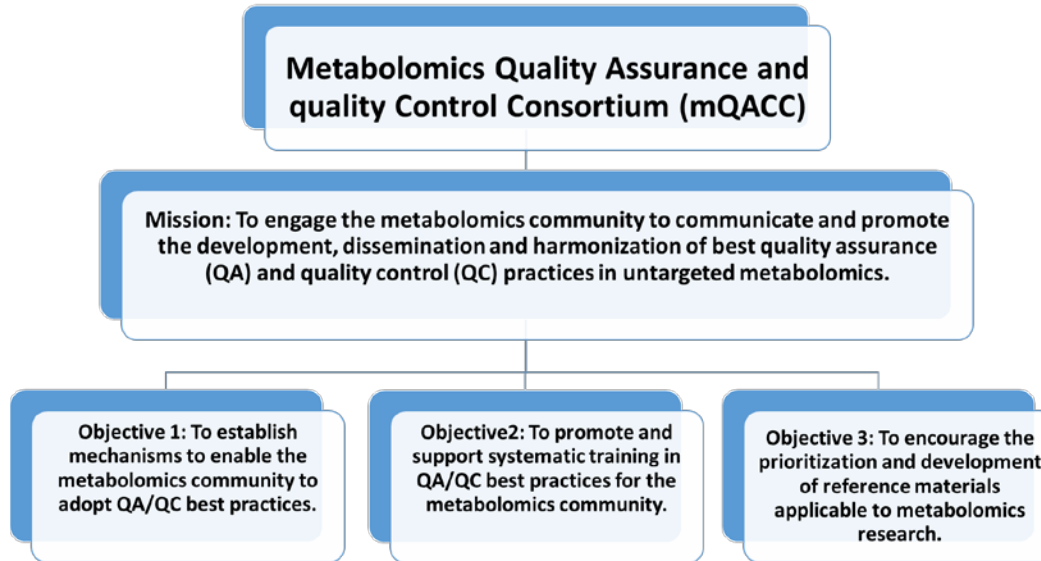 Metabolomics Quality Assurance and
quality Control Consortium (mQACC)
Mission: To engage the metabolomics community to communicate and promote
the development, dissemination and harmonization of best quality assurance
(QA) and quality control (QC) practices in untargeted metabolomics.
Objective 1: To establish
mechanisms to enable the
metabolomics community to
adopt QA/QC best practices.
Objective2: To promote and
support systematic training in
QA/QC best practices for the
metabolomics community.
Objective 3: To encourage the
prioritization and development
of reference materials
applicable to metabolomics
research.